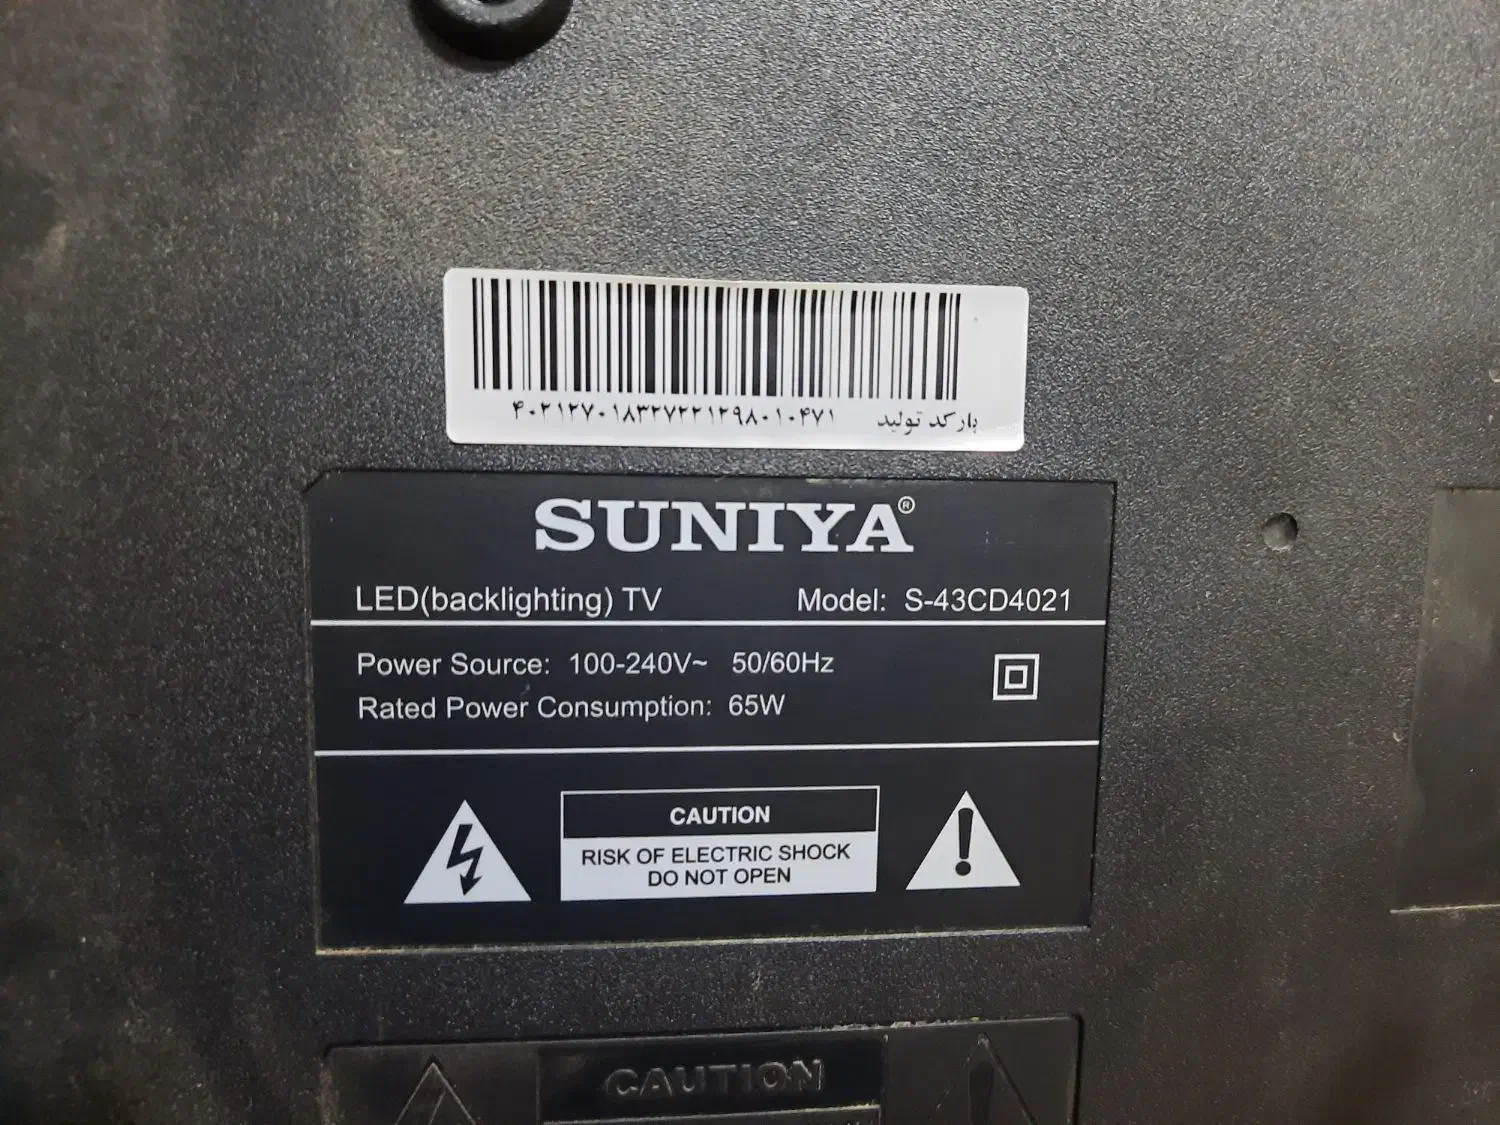 ۴۰۲۱۲۷۰۱۸۳۲۷۲۲۱۲۹۸۰۱۰۴۷۱ بارکد تولید
SUNIYA®
LED(backlighting) TV Model: S-43CD4021
Power Source: 100-240V~ 50/60Hz
Rated Power Consumption: 65W
CAUTION
RISK OF ELECTRIC SHOCK
DO NOT OPEN
CAUTION